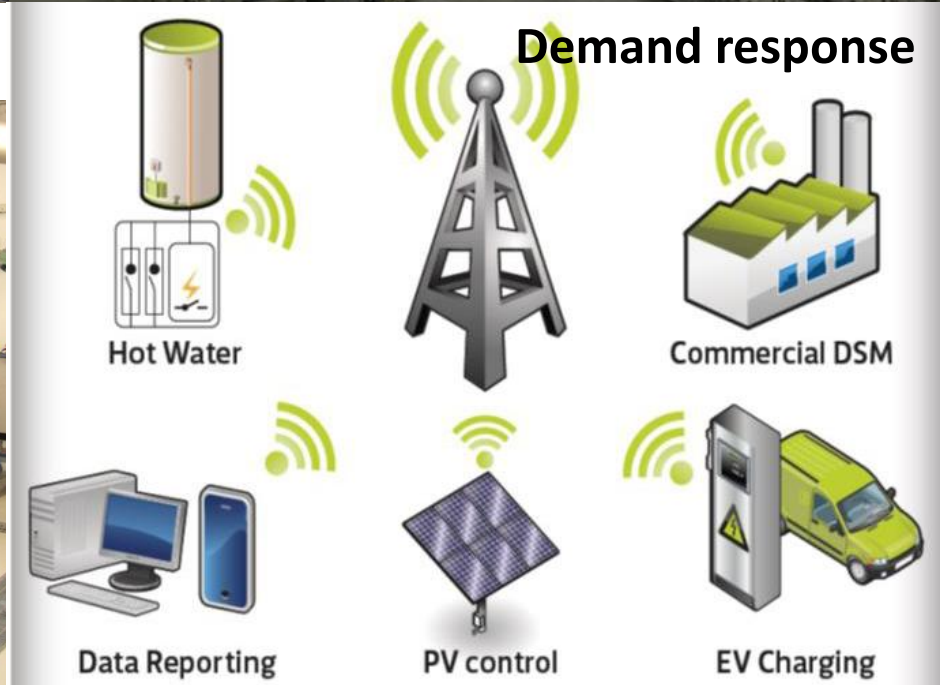 Demand response
Hot Water
Commercial DSM
Data Reporting
PV control
EV Charging